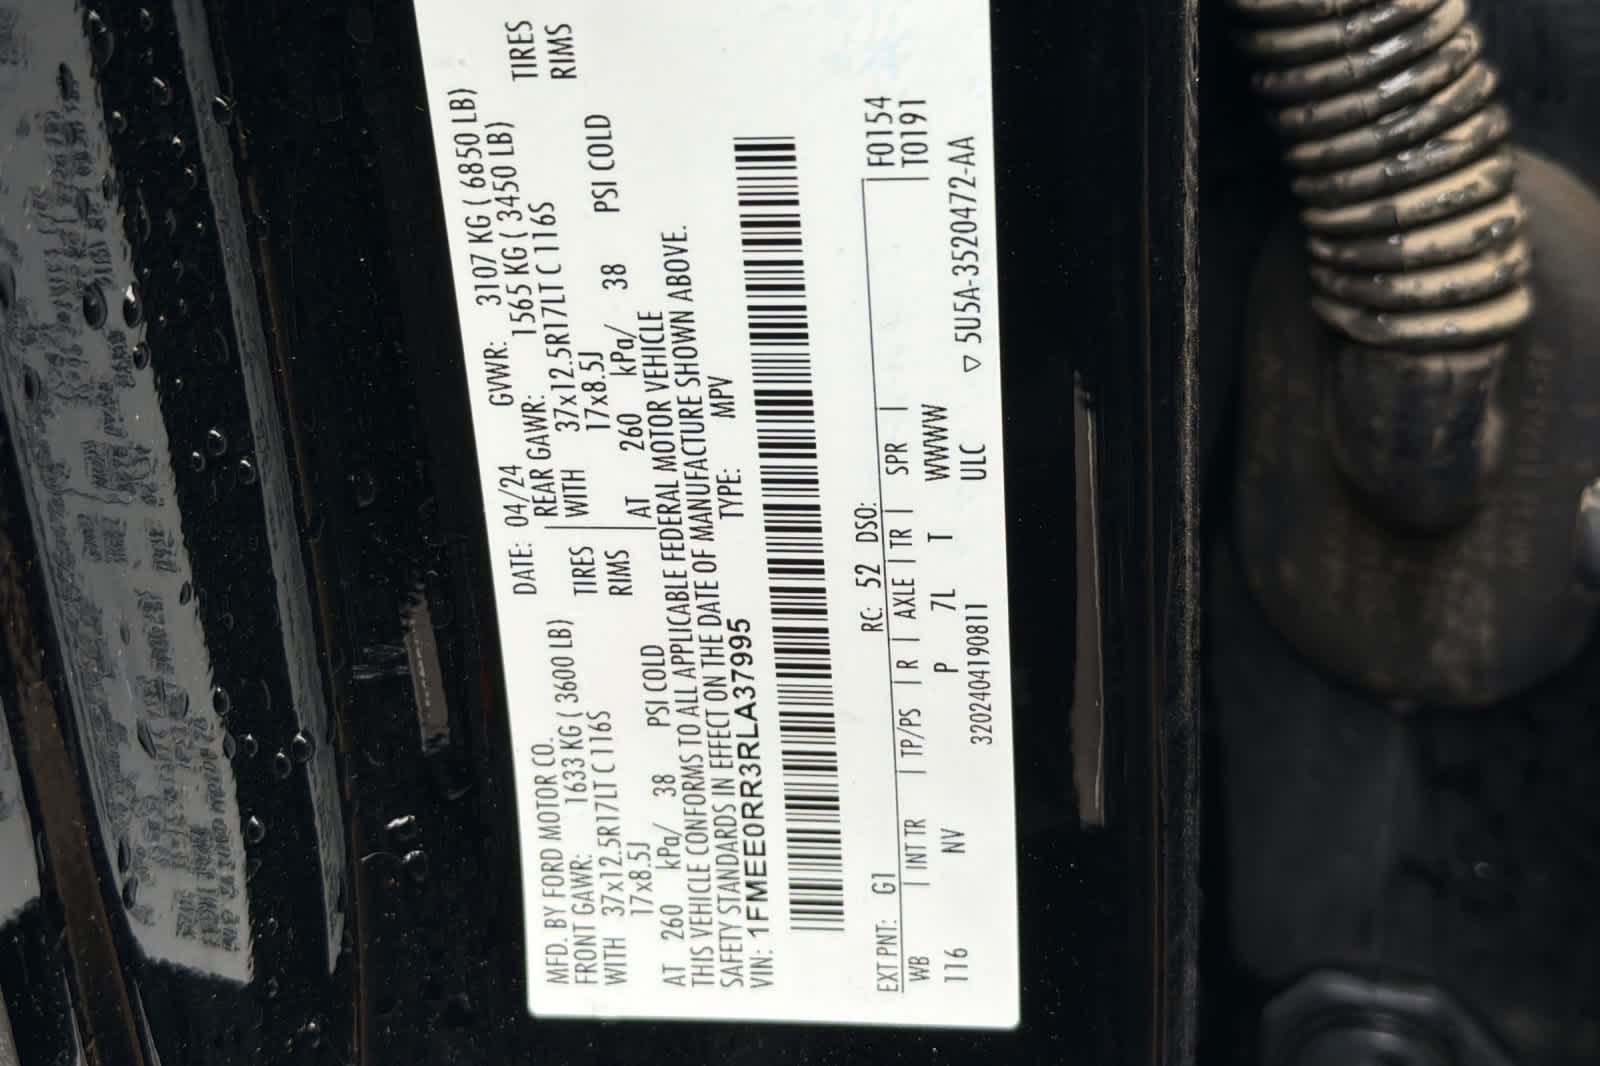 MFD. BY FORD MOTOR CO. DATE: 04/24 GVWR: 3107 KG ( 6850 LB)
FRONT GAWR: 1633 KG ( 3600 LB) REAR GAWR: 1565 KG ( 3450 LB)
WITH 37x12.5R17LT C 116S TIRES WITH 37x12.5R17LT C 116S TIRES
17x8.5J RIMS 17x8.5J RIMS
AT 260 kPa/ 38 PSI COLD AT 260 kPa/ 38 PSI COLD
THIS VEHICLE CONFORMS TO ALL APPLICABLE FEDERAL MOTOR VEHICLE
SAFETY STANDARDS IN EFFECT ON THE DATE OF MANUFACTURE SHOWN ABOVE.
VIN: 1FMEE0RR3RLA37995 TYPE: MPV
EXT PNT: G1 RC: 52 DSO: F0154
WB INT TR TP/PS R AXLE TR SPR T0191
116 NV P 7L T WWWW
3202404190811 ULC ▽ 5U5A-3520472-AA